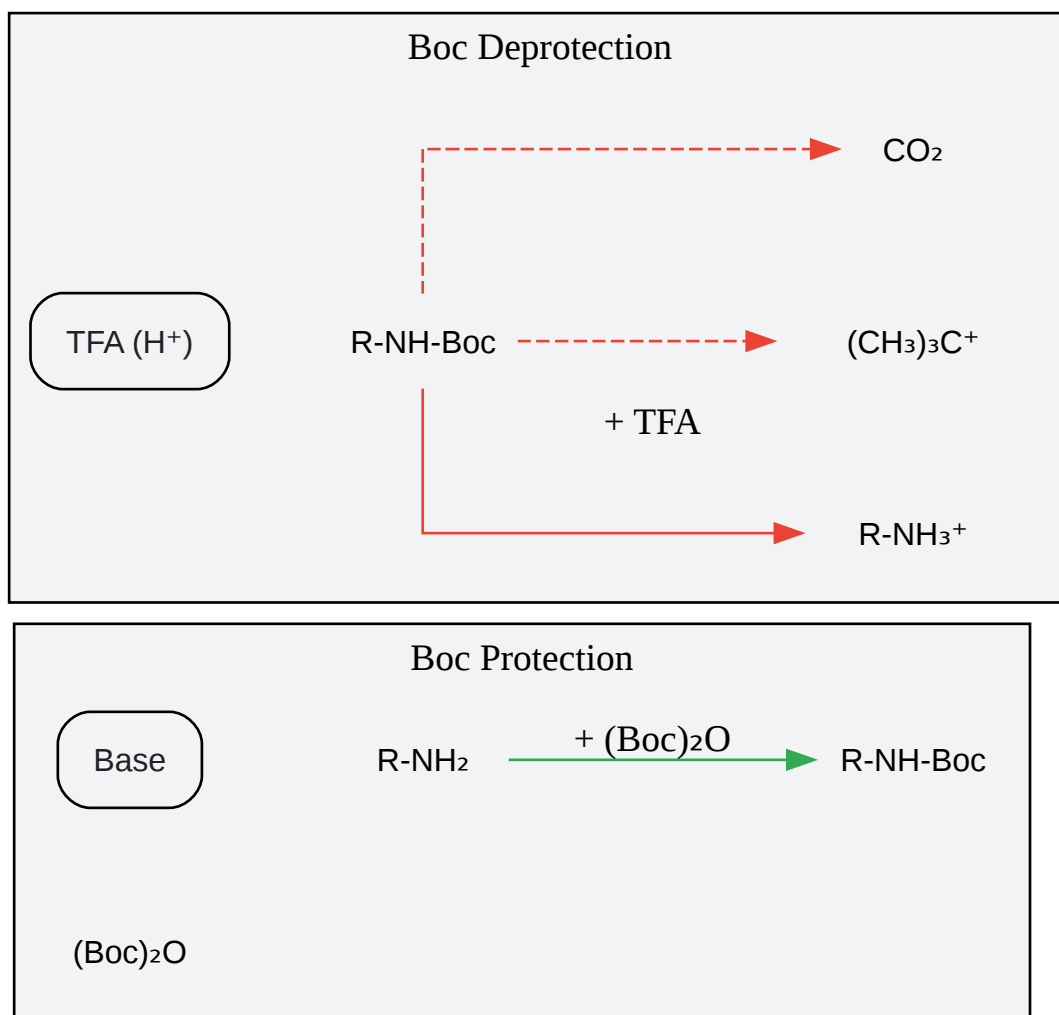 Boc Deprotection
CO₂
TFA (H⁺)
R-NH-Boc
(CH₃)₃C⁺
+ TFA
R-NH₃⁺
Boc Protection
Base
R-NH₂
+ (Boc)₂O
R-NH-Boc
(Boc)₂O